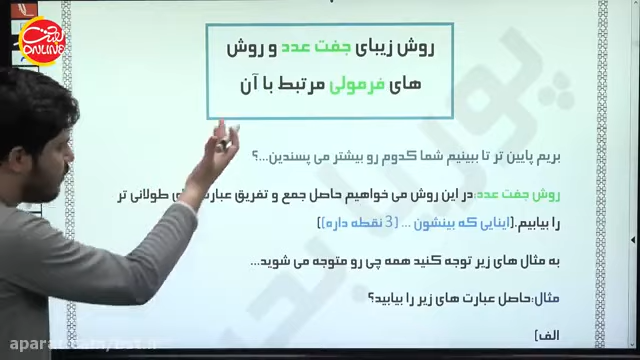 روش زیبای جفت عدد و روش
های فرمولی مرتبط با آن
بریم پایین تر تا ببینیم شما کدوم رو بیشتر می پسندین...؟
روش جفت عدد:در این روش می خواهیم حاصل جمع و تفریق عبارت های طولانی تر
را بیابیم.[اینایی که بینشون ... (3 نقطه داره)]
به مثال های زیر توجه کنید همه چی رو متوجه می شوید...
مثال:حاصل عبارت های زیر را بیابید؟
الف]
ONLINE